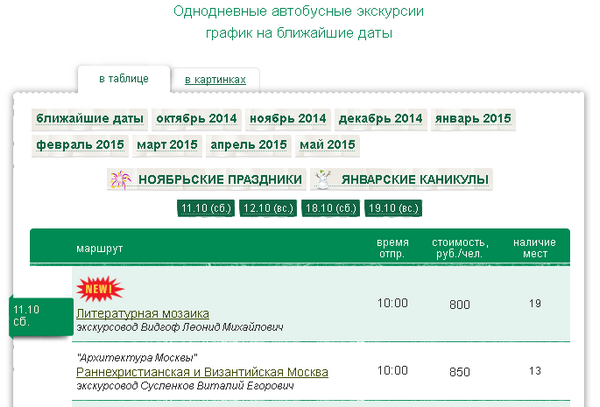 Однодневные автобусные экскурсии
график на ближайшие даты
в таблице в картинках
ближайшие даты октябрь 2014 ноябрь 2014 декабрь 2014 январь 2015
февраль 2015 март 2015 апрель 2015 май 2015
НОЯБРЬСКИЕ ПРАЗДНИКИ ЯНВАРСКИЕ КАНИКУЛЫ
11.10 (сб.) 12.10 (вс.) 18.10 (сб.) 19.10 (вс.)
маршрут время отпр. стоимость, руб./чел. наличие мест
11.10 сб.
NEW!
Литературная мозаика 10:00 800 19
экскурсовод Видгоф Леонид Михайлович
"Архитектура Москвы"
Раннехристианская и Византийская Москва 10:00 850 13
экскурсовод Сусленков Виталий Егорович